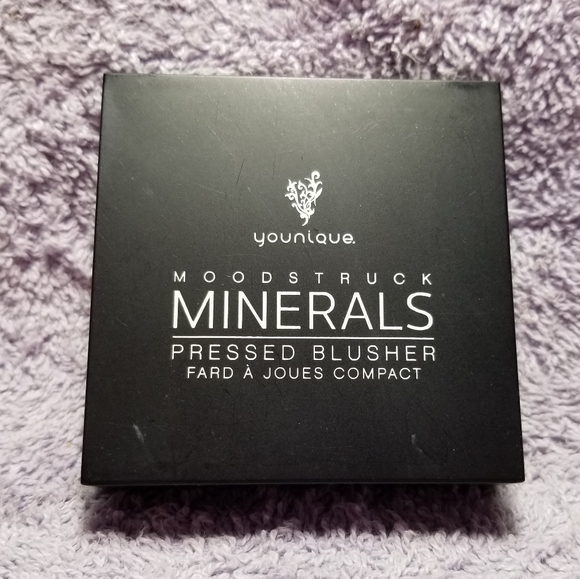 younique.
MOODSTRUCK
MINERALS
PRESSED BLUSHER
FARD À JOUES COMPACT